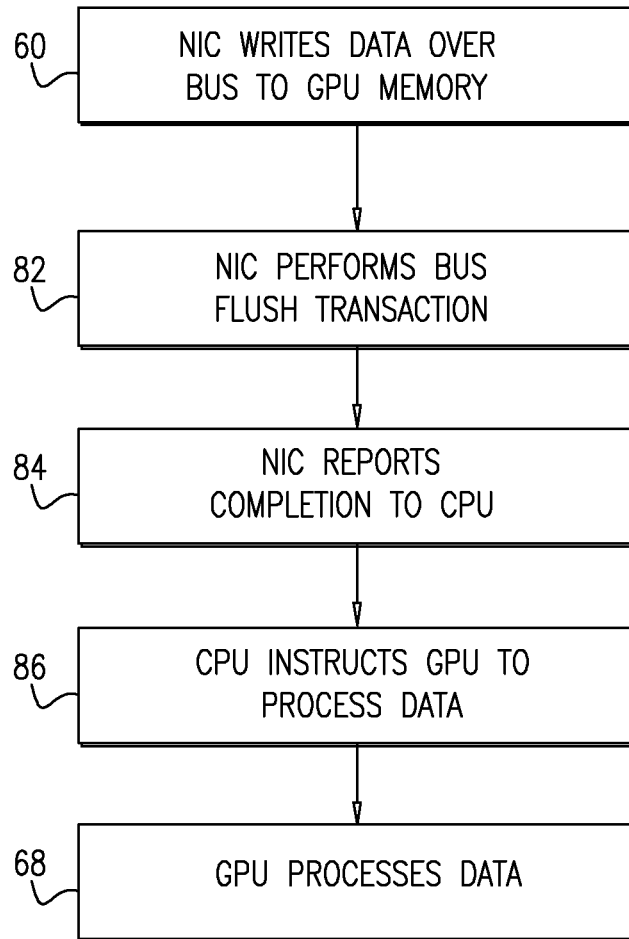 60
NIC WRITES DATA OVER
BUS TO GPU MEMORY
82
NIC PERFORMS BUS
FLUSH TRANSACTION
84
NIC REPORTS
COMPLETION TO CPU
86
CPU INSTRUCTS GPU TO
PROCESS DATA
68
GPU PROCESSES DATA